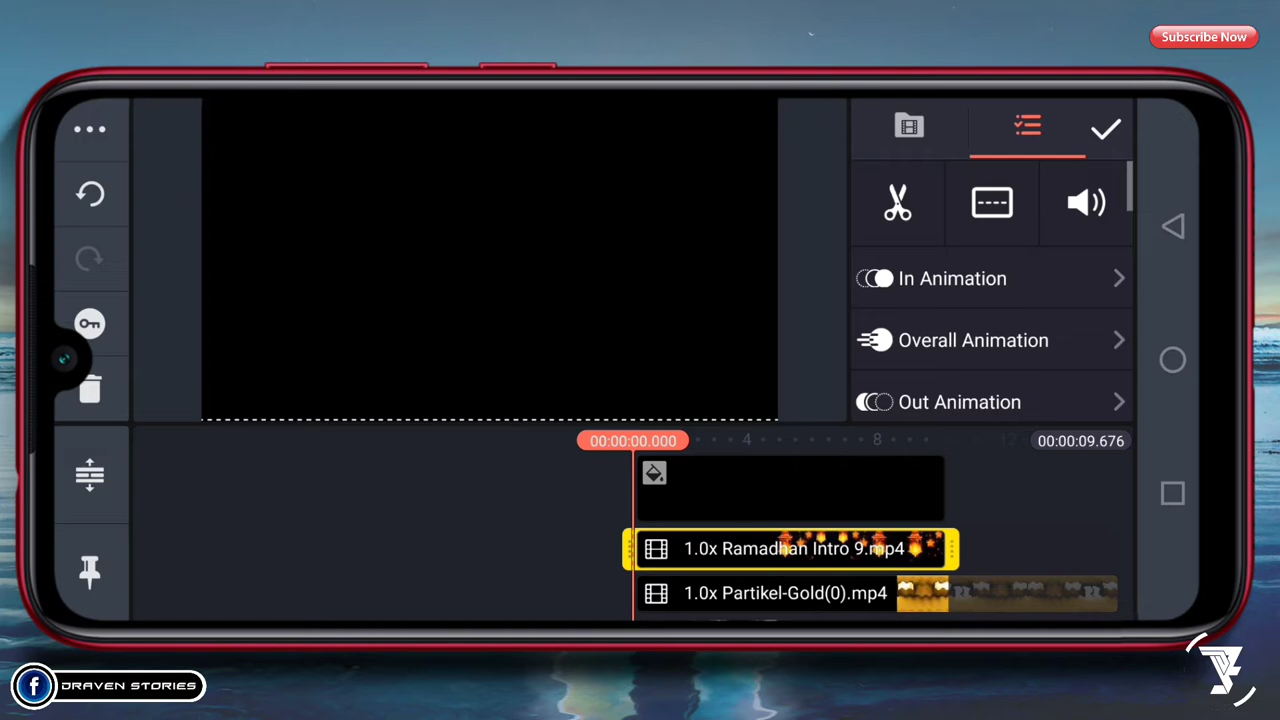 Subscribe Now
In Animation
Overall Animation
Out Animation
00:00:00.000
4
8
12
00:00:09.676
1.0x Ramadhan Intro 9.mp4
1.0x Partikel-Gold(0).mp4
f
DRAVEN STORIES